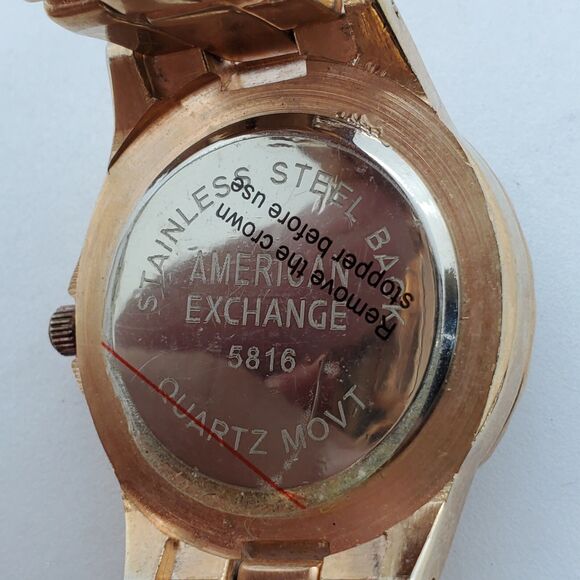 STAINLESS STEEL BACK
AMERICAN
EXCHANGE
5816
QUARTZ MOVT
Remove the crown
stopper before use